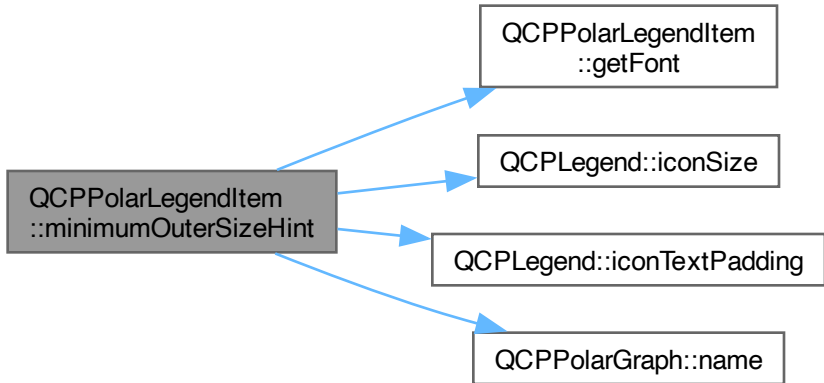 QCPPolarLegendItem
::minimumOuterSizeHint
QCPPolarLegendItem
::getFont
QCPLegend::iconSize
QCPLegend::iconTextPadding
QCPPolarGraph::name